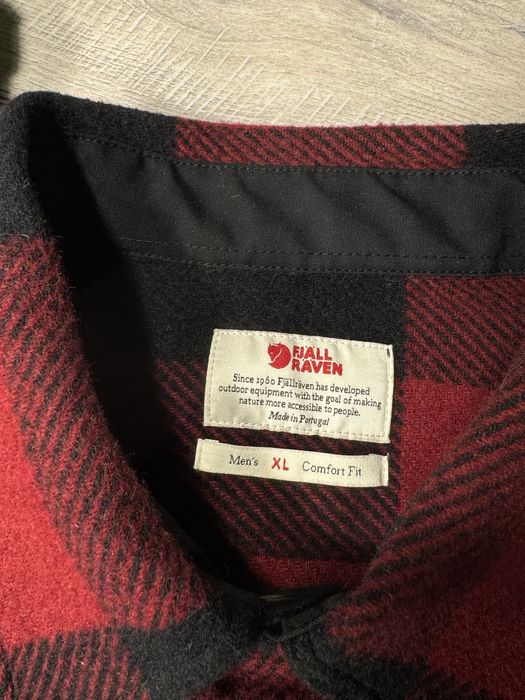 FJÄLL
RÄVEN
Since 1960 Fjällräven has developed
outdoor equipment with the goal of making
nature more accessible to people.
Made in Portugal
Men's XL Comfort Fit